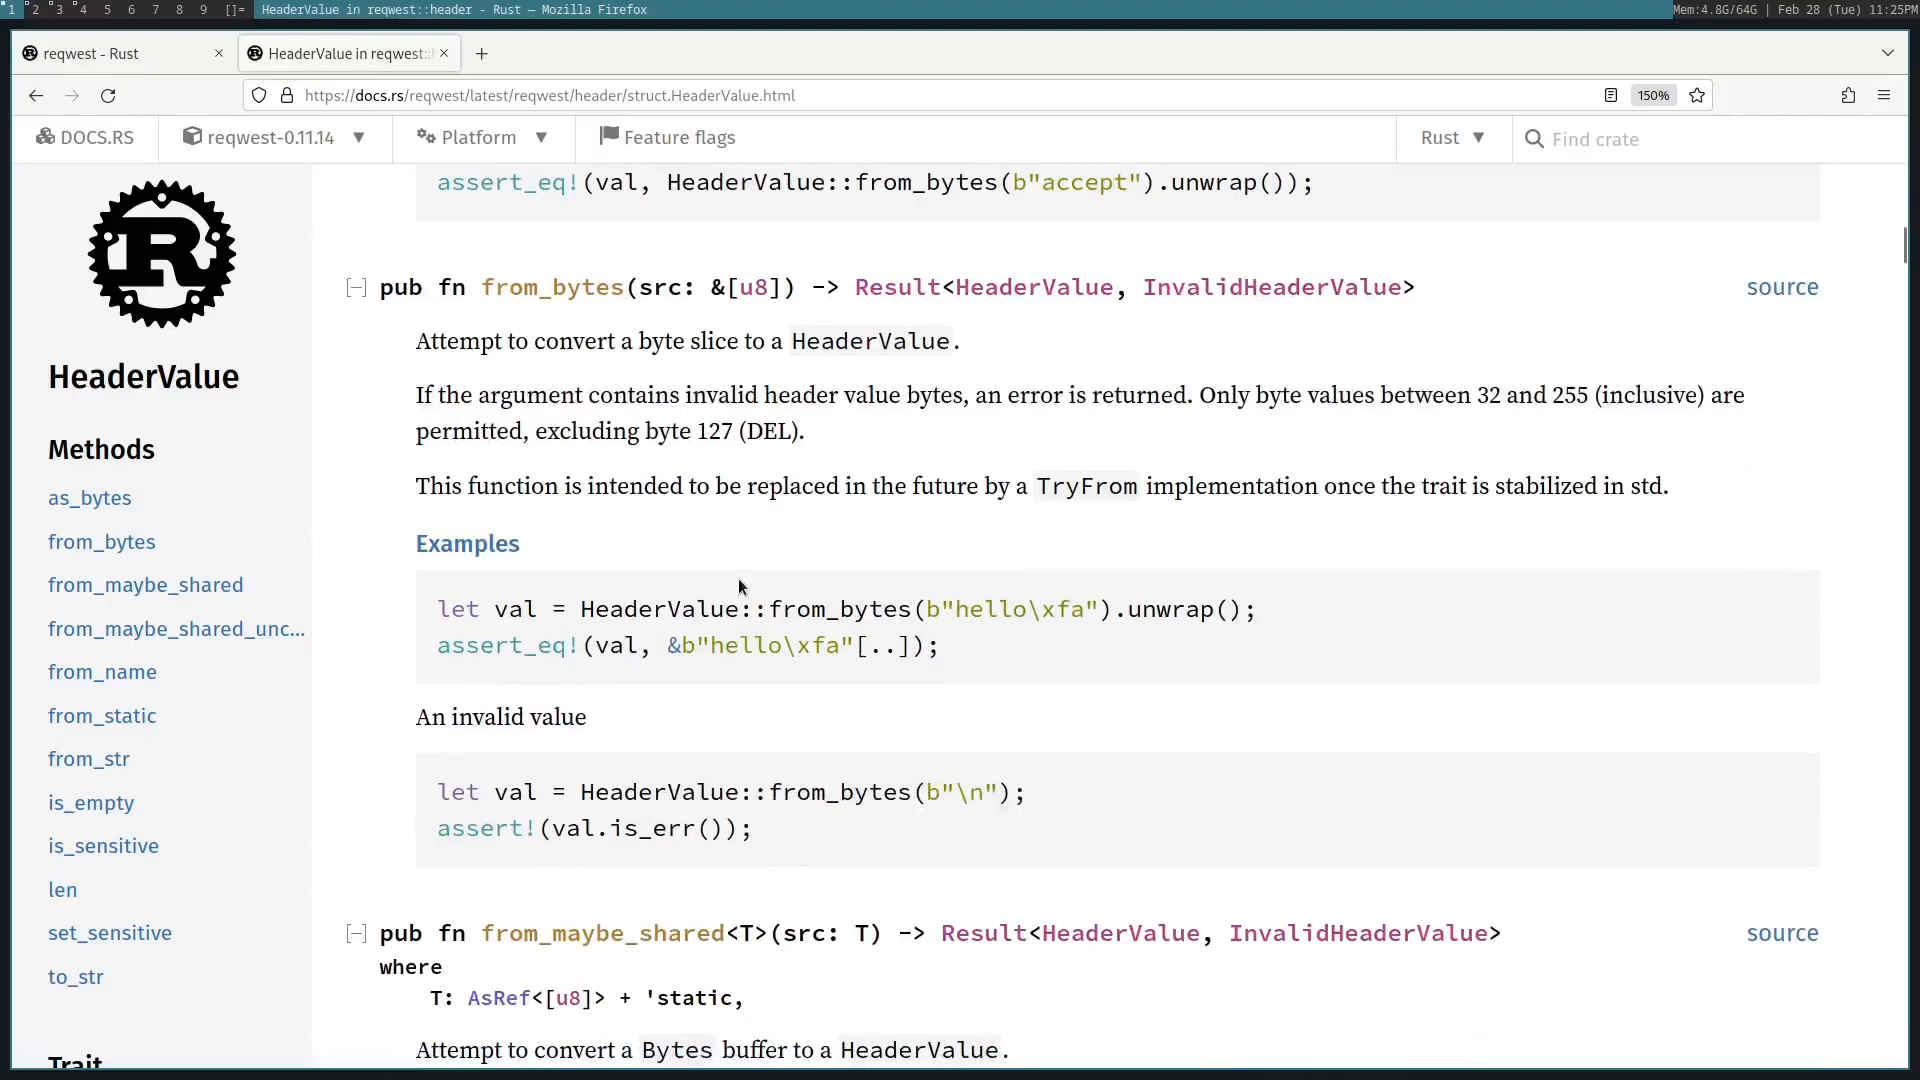 1 2 3 4 5 6 7 8 9 []= HeaderValue in reqwest::header - Rust — Mozilla Firefox Mem:4.8G/64G | Feb 28 (Tue) 11:25PM
reqwest - Rust × HeaderValue in reqwest:: × +
https://docs.rs/reqwest/latest/reqwest/header/struct.HeaderValue.html 150%
DOCS.RS reqwest-0.11.14 ▼ Platform ▼ Feature flags Rust ▼ Find crate
HeaderValue
Methods
as_bytes
from_bytes
from_maybe_shared
from_maybe_shared_unc...
from_name
from_static
from_str
is_empty
is_sensitive
len
set_sensitive
to_str
Trait
assert_eq!(val, HeaderValue::from_bytes(b"accept").unwrap());
[−] pub fn from_bytes(src: &[u8]) -> Result<HeaderValue, InvalidHeaderValue> source
Attempt to convert a byte slice to a HeaderValue.
If the argument contains invalid header value bytes, an error is returned. Only byte values between 32 and 255 (inclusive) are
permitted, excluding byte 127 (DEL).
This function is intended to be replaced in the future by a TryFrom implementation once the trait is stabilized in std.
Examples
let val = HeaderValue::from_bytes(b"hello\xfa").unwrap();
assert_eq!(val, &b"hello\xfa"[..]);
An invalid value
let val = HeaderValue::from_bytes(b"\n");
assert!(val.is_err());
[−] pub fn from_maybe_shared<T>(src: T) -> Result<HeaderValue, InvalidHeaderValue> source
where
T: AsRef<[u8]> + 'static,
Attempt to convert a Bytes buffer to a HeaderValue.